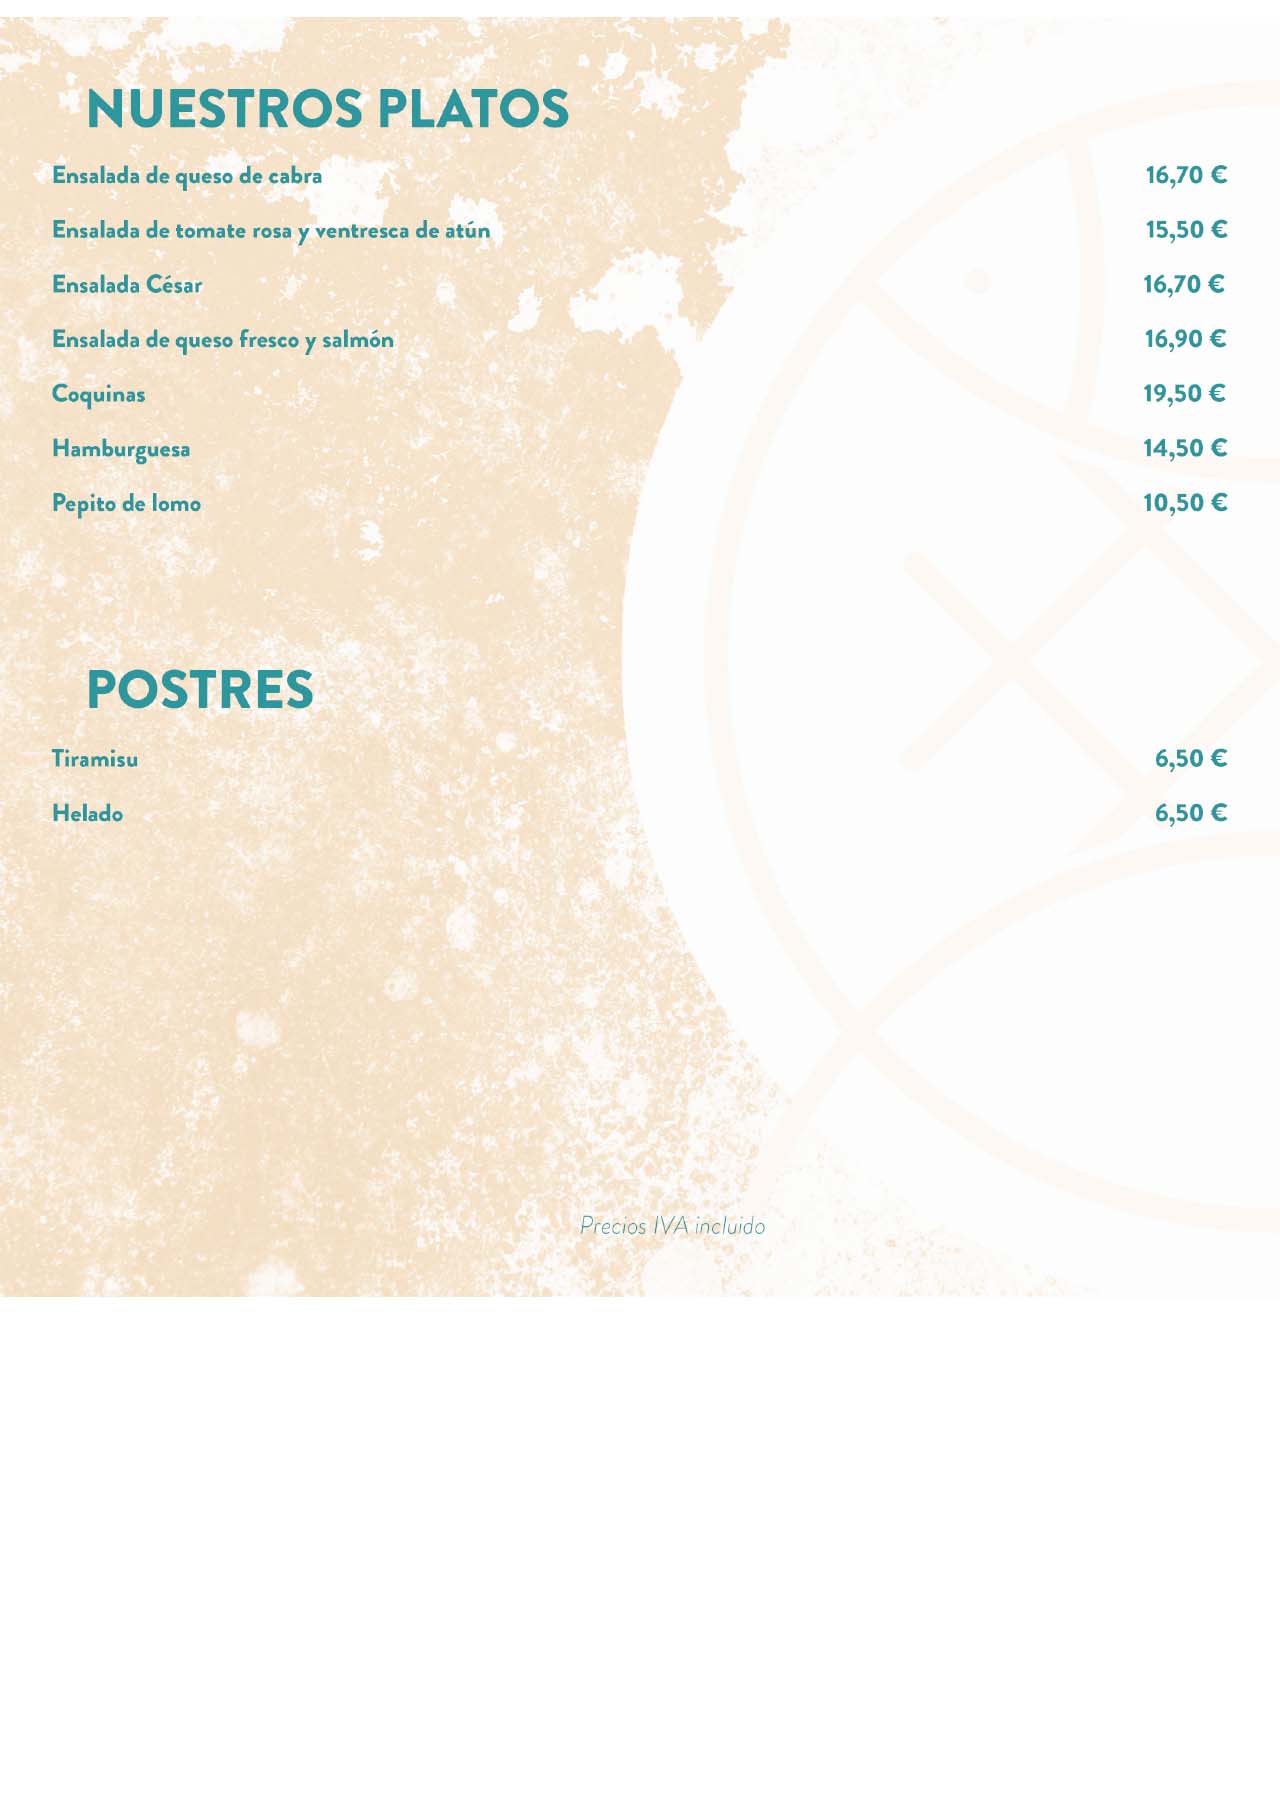 NUESTROS PLATOS
Ensalada de queso de cabra 16,70 €
Ensalada de tomate rosa y ventresca de atún 15,50 €
Ensalada César 16,70 €
Ensalada de queso fresco y salmón 16,90 €
Coquinas 19,50 €
Hamburguesa 14,50 €
Pepito de lomo 10,50 €
POSTRES
Tiramisu 6,50 €
Helado 6,50 €
Precios IVA incluido